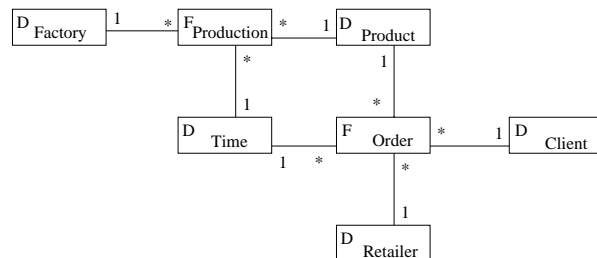 D Factory
1 *
F Production
* 1
D Product
*
1
1
*
D Time
1 *
F Order
* 1
D Client
*
1
D Retailer